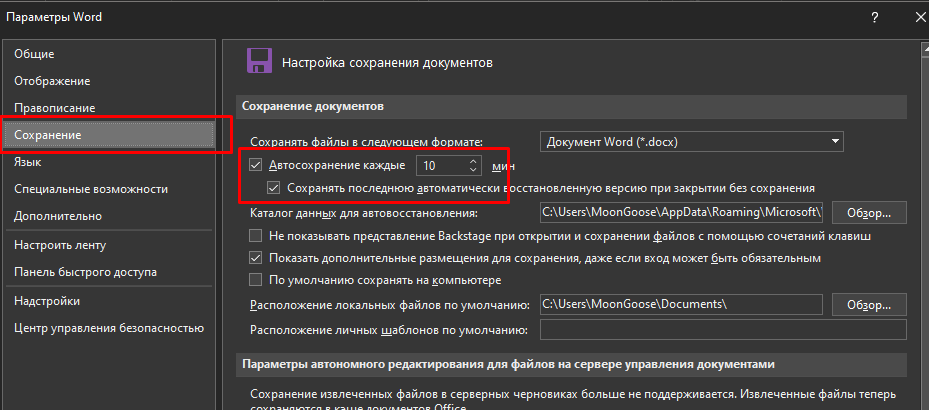 Параметры Word
Общие
Отображение
Правописание
Сохранение
Язык
Специальные возможности
Дополнительно
Настроить ленту
Панель быстрого доступа
Надстройки
Центр управления безопасностью
Настройка сохранения документов
Сохранение документов
Сохранять файлы в следующем формате: Документ Word (*.docx)
Автосохранение каждые 10 мин
Сохранять последнюю автоматически восстановленную версию при закрытии без сохранения
Каталог данных для автовосстановления: C:\Users\MoonGoose\AppData\Roaming\Microsoft\ Обзор...
Не показывать представление Backstage при открытии и сохранении файлов с помощью сочетаний клавиш
Показать дополнительные размещения для сохранения, даже если вход может быть обязательным
По умолчанию сохранять на компьютере
Расположение локальных файлов по умолчанию: C:\Users\MoonGoose\Documents\ Обзор...
Расположение личных шаблонов по умолчанию:
Параметры автономного редактирования для файлов на сервере управления документами
Сохранение извлеченных файлов в серверных черновиках больше не поддерживается. Извлеченные файлы теперь
сохраняются в кэше документов Office.